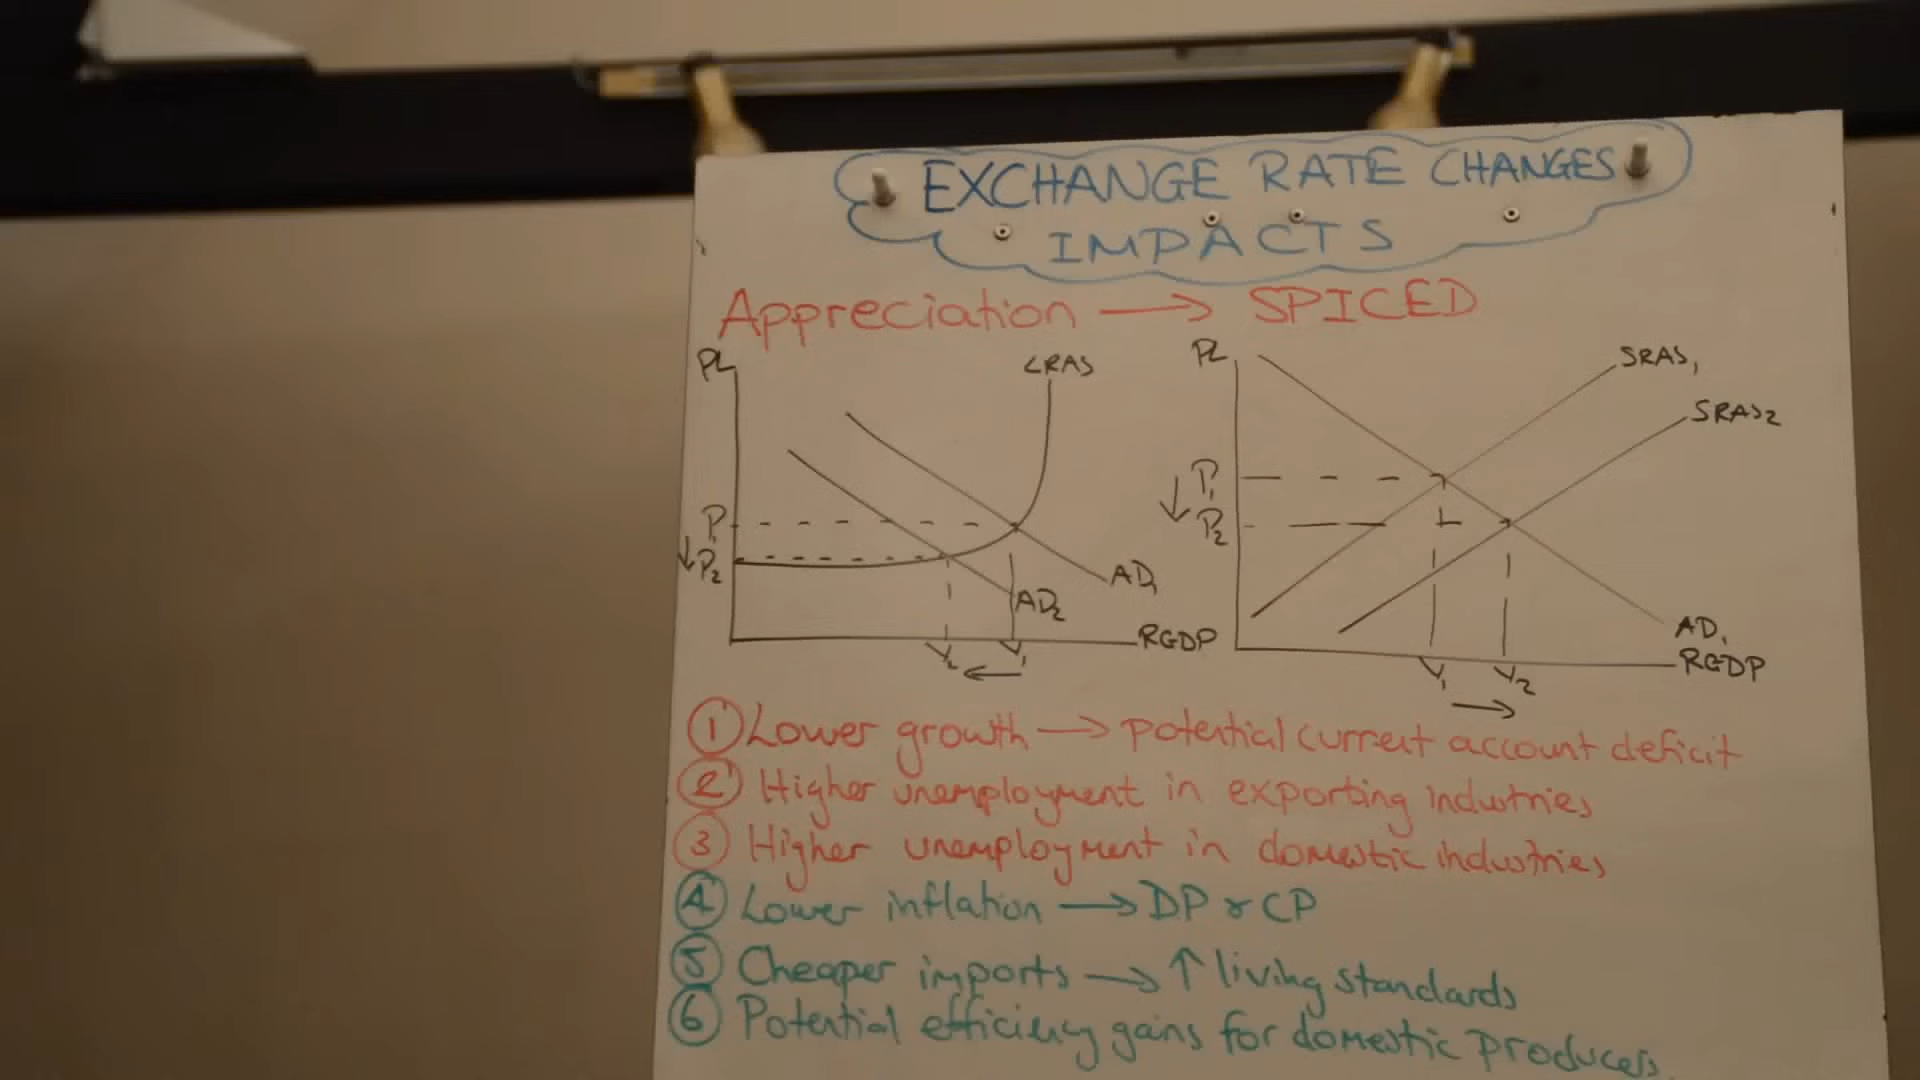 EXCHANGE RATE CHANGES
IMPACTS
Appreciation → SPICED
PL
LRAS
P1
↓P2
AD1
AD2
RGDP
Y2 ← Y1
PL
SRAS1
SRAS2
P1
↓P2
AD1
RGDP
Y1 → Y2
① Lower growth → potential current account deficit
② Higher unemployment in exporting industries
③ Higher unemployment in domestic industries
④ Lower inflation → DP & CP
⑤ Cheaper imports → ↑ living standards
⑥ Potential efficiency gains for domestic producers